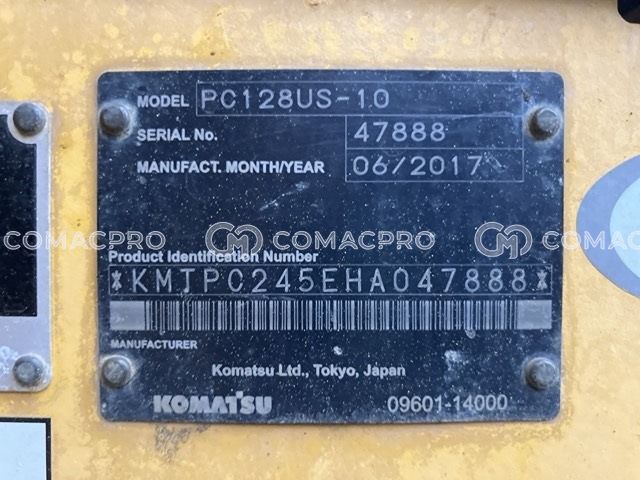 MODEL PC128US-10
SERIAL No. 47888
MANUFACT. MONTH/YEAR 06/2017
COMACPRO COMACPRO COMACPRO
Product Identification Number
*KMTPC245EHA047888*
MANUFACTURER
Komatsu Ltd., Tokyo, Japan
KOMATSU 09601-14000